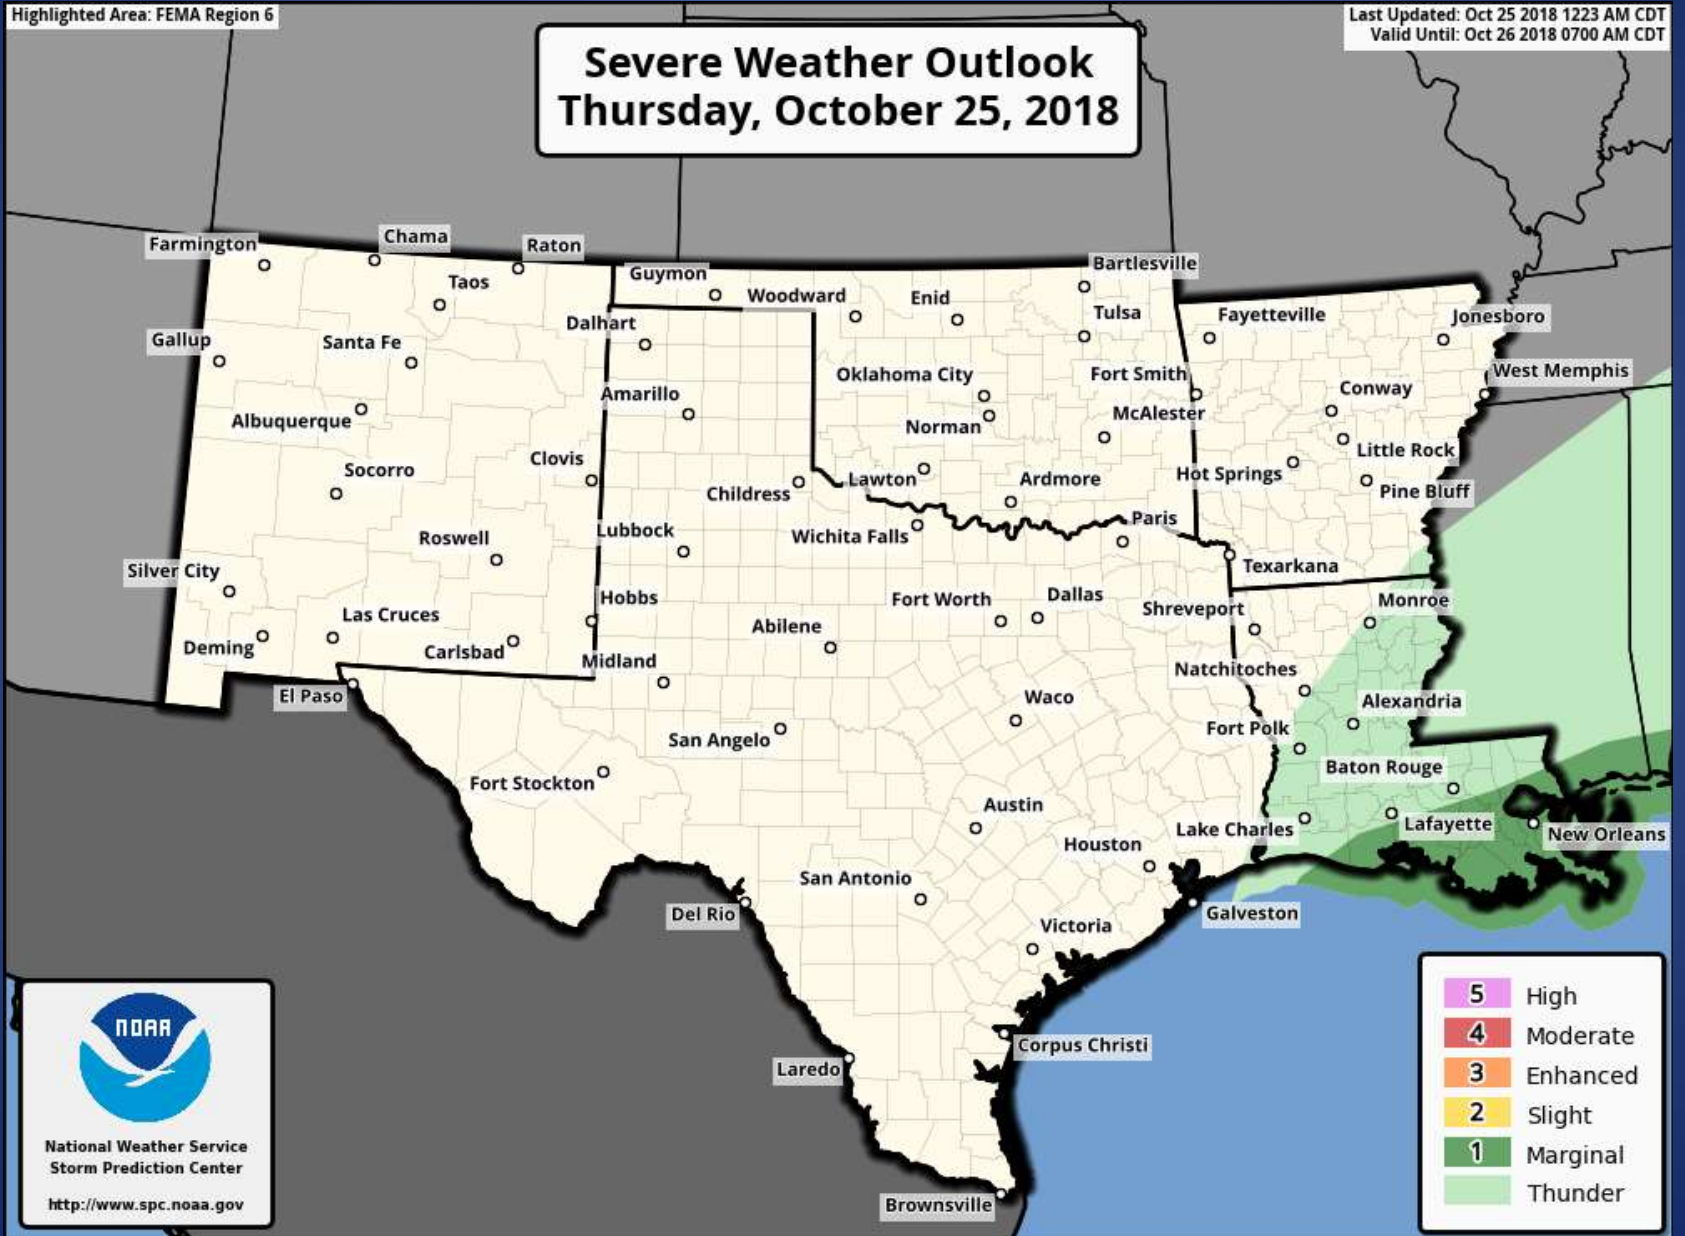 Highlighted Area: FEMA Region 6
Last Updated: Oct 25 2018 1223 AM CDT
Valid Until: Oct 26 2018 0700 AM CDT
Severe Weather Outlook
Thursday, October 25, 2018
Farmington
Chama
Raton
Taos
Guymon
Woodward
Enid
Bartlesville
Tulsa
Fayetteville
Jonesboro
Gallup
Santa Fe
Dalhart
West Memphis
Oklahoma City
Fort Smith
Conway
Amarillo
Albuquerque
Norman
McAlester
Little Rock
Clovis
Socorro
Childress
Lawton
Ardmore
Hot Springs
Pine Bluff
Roswell
Lubbock
Wichita Falls
Paris
Texarkana
Silver City
Las Cruces
Hobbs
Fort Worth
Dallas
Shreveport
Monroe
Deming
Carlsbad
Abilene
Midland
Natchitoches
El Paso
San Angelo
Waco
Fort Polk
Alexandria
Fort Stockton
Baton Rouge
Austin
Houston
Lake Charles
Lafayette
New Orleans
San Antonio
Del Rio
Victoria
Galveston
Corpus Christi
Laredo
Brownsville
NOAA
National Weather Service
Storm Prediction Center
http://www.spc.noaa.gov
5 High
4 Moderate
3 Enhanced
2 Slight
1 Marginal
Thunder